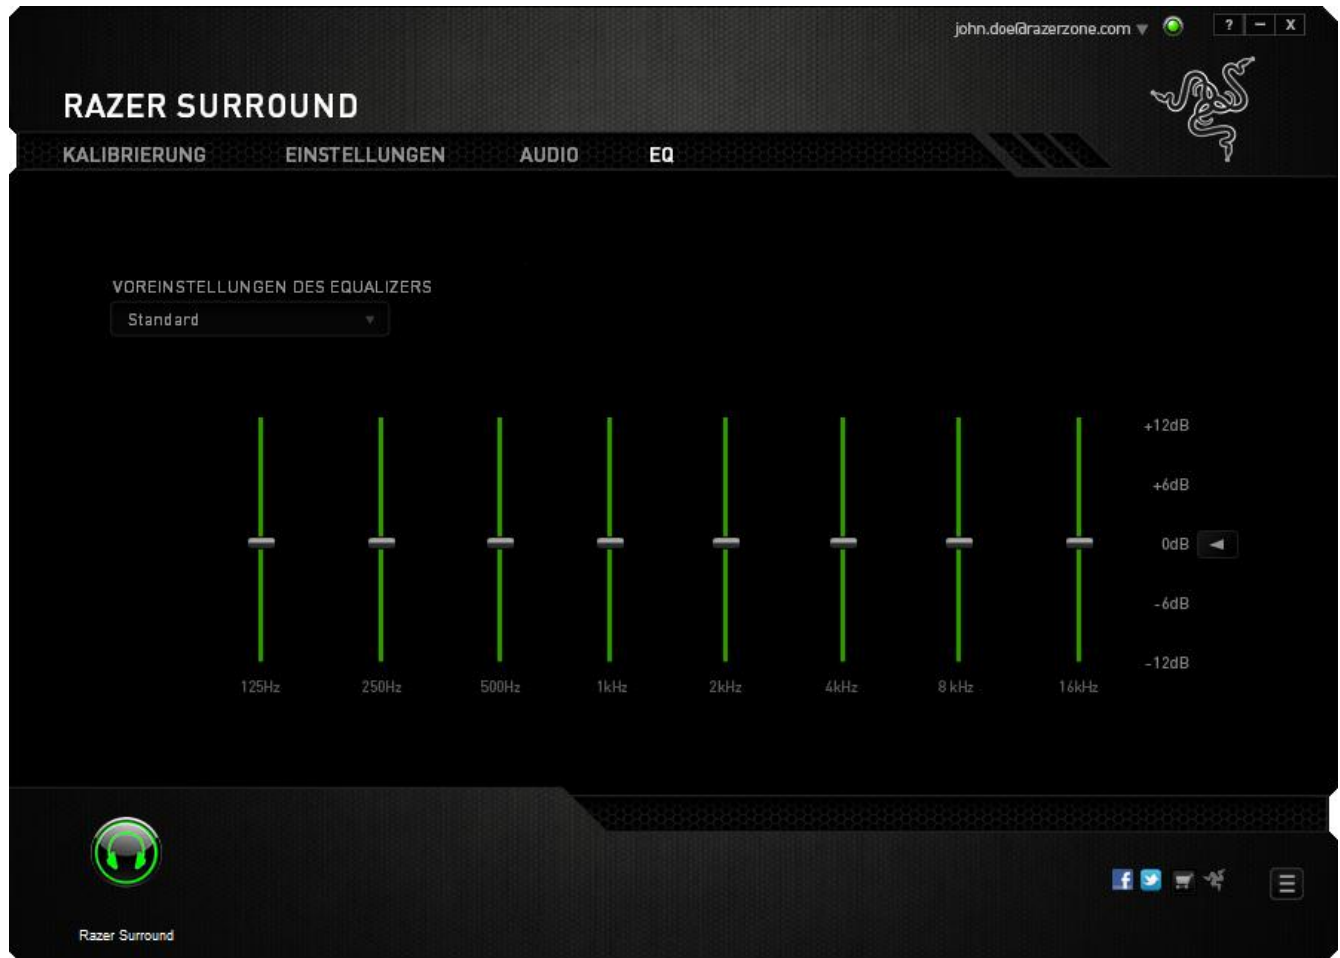 john.doe@razerzone.com
? – X
RAZER SURROUND
KALIBRIERUNG EINSTELLUNGEN AUDIO EQ
VOREINSTELLUNGEN DES EQUALIZERS
Standard
+12dB
+6dB
0dB
-6dB
-12dB
125Hz 250Hz 500Hz 1kHz 2kHz 4kHz 8 kHz 16kHz
Razer Surround